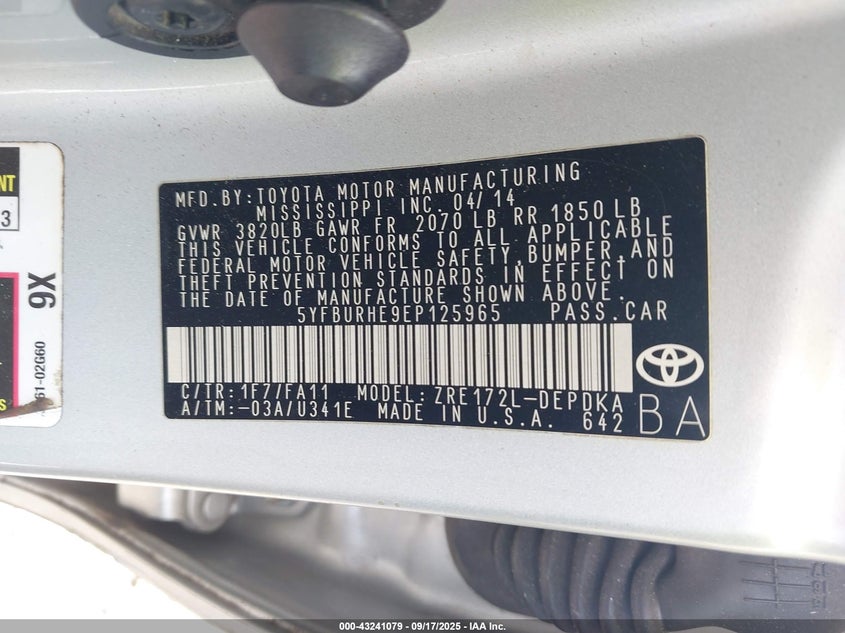 MFD.BY:TOYOTA MOTOR MANUFACTURING
MISSISSIPPI INC. 04/14
GVWR 3820LB GAWR FR 2070 LB RR 1850 LB
THIS VEHICLE CONFORMS TO ALL APPLICABLE
FEDERAL MOTOR VEHICLE SAFETY,BUMPER,AND
THEFT PREVENTION STANDARDS IN EFFECT ON
THE DATE OF MANUFACTURE SHOWN ABOVE.
5YFBURHE9EP125965 PASS.CAR
C/TR:1F7/FA11 MODEL:ZRE172L-DEPDKA
A/TM:-03A/U341E MADE IN U.S.A. 642
BA
9X
61-02G60
000-43241079 - 09/17/2025 - IAA Inc.